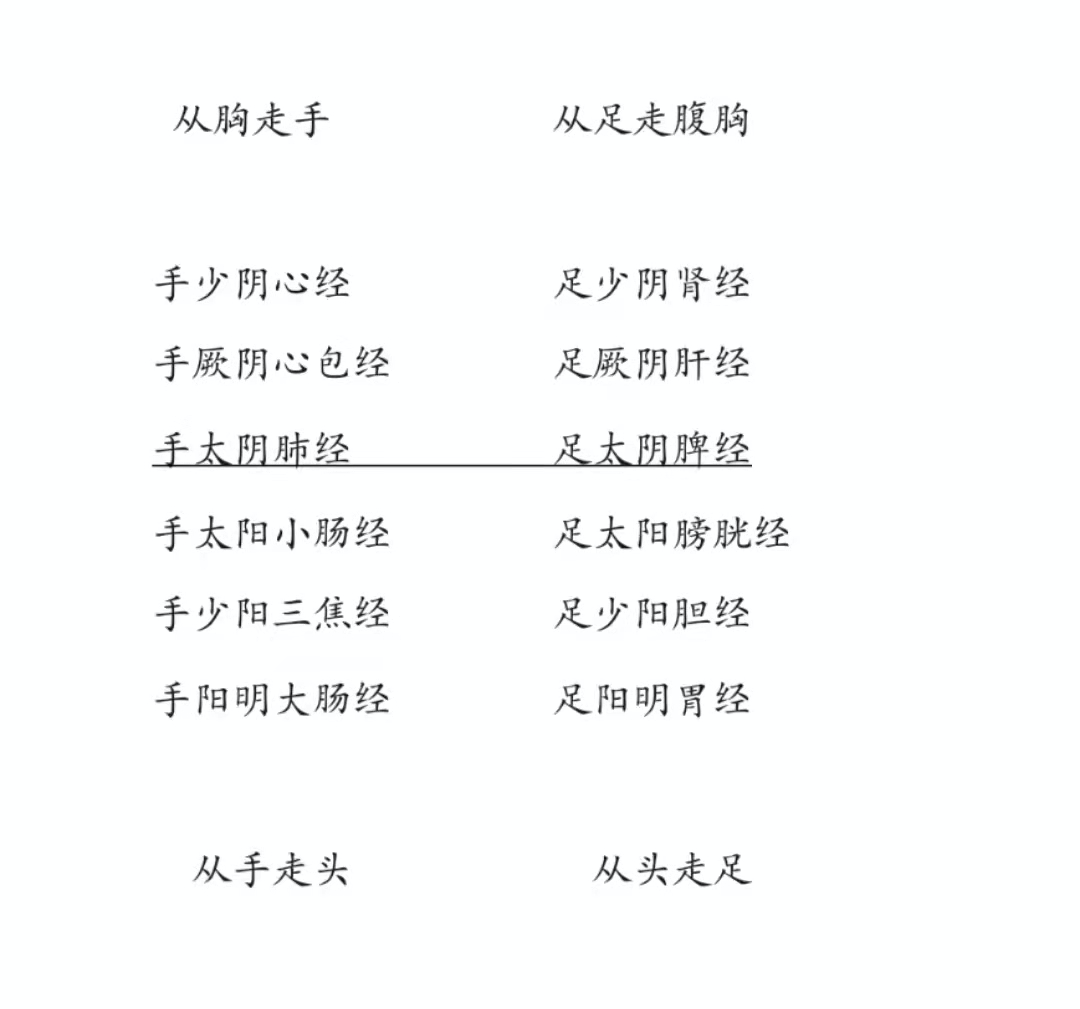 从胸走手 从足走腹胸
手少阴心经 足少阴肾经
手厥阴心包经 足厥阴肝经
手太阴肺经 足太阴脾经
手太阳小肠经 足太阳膀胱经
手少阳三焦经 足少阳胆经
手阳明大肠经 足阳明胃经
从手走头 从头走足